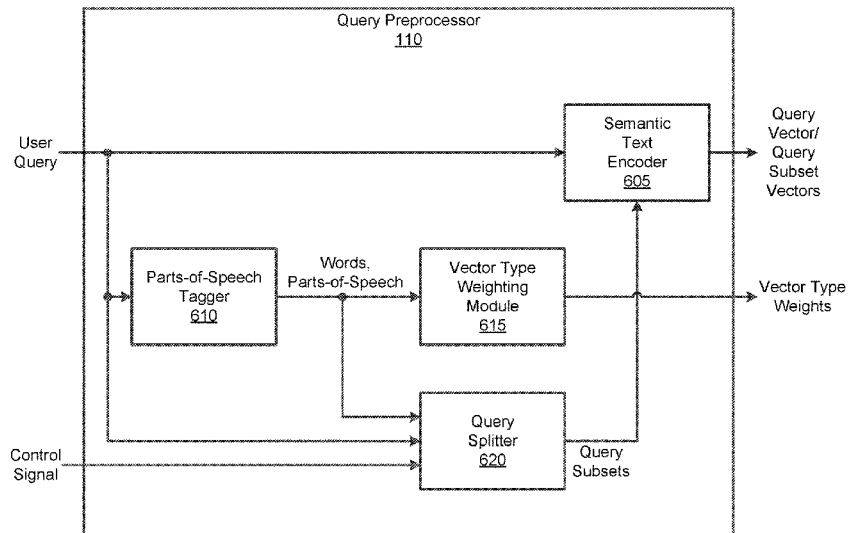 Query Preprocessor
110
User
Query
Semantic
Text
Encoder
605
Query
Vector/
Query
Subset
Vectors
Parts-of-Speech
Tagger
610
Words,
Parts-of-Speech
Vector Type
Weighting
Module
615
Vector Type
Weights
Control
Signal
Query
Splitter
620
Query
Subsets